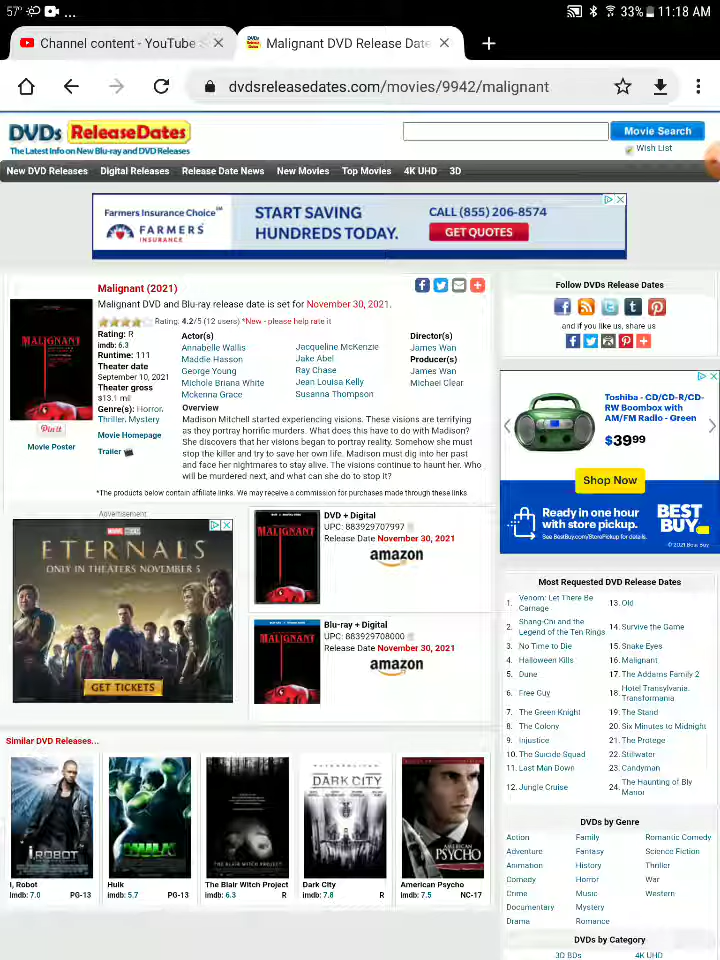 57°
...
33%
11:18 AM
Channel content - YouTube
Malignant DVD Release Date
dvdsreleasedates.com/movies/9942/malignant
DVDs ReleaseDates
The Latest Info on New Blu-ray and DVD Releases
Movie Search
Wish List
New DVD Releases Digital Releases Release Date News New Movies Top Movies 4K UHD 3D
Farmers Insurance Choice℠
FARMERS
INSURANCE
START SAVING
HUNDREDS TODAY.
CALL (855) 206-8574
GET QUOTES
Malignant (2021)
Malignant DVD and Blu-ray release date is set for November 30, 2021.
Rating: 4.2/5 (12 users) *New - please help rate it
MALIGNANT
Pin it
Movie Poster
Rating: R
imdb: 6.3
Runtime: 111
Theater date
September 10, 2021
Theater gross
$13.1 mil
Genre(s): Horror,
Thriller, Mystery
Movie Homepage
Trailer
Actor(s)
Annabelle Wallis
Maddie Hasson
George Young
Michole Briana White
Mckenna Grace
Jacqueline McKenzie
Jake Abel
Ray Chase
Jean Louisa Kelly
Susanna Thompson
Director(s)
James Wan
Producer(s)
James Wan
Michael Clear
Overview
Madison Mitchell started experiencing visions. These visions are terrifying
as they portray horrific murders. What does this have to do with Madison?
She discovers that her visions began to portray reality. Somehow she must
stop the killer and try to save her own life. Madison must dig into her past
and face her nightmares to stay alive. The visions continue to haunt her. Who
will be murdered next, and what can she do to stop it?
*The products below contain affiliate links. We may receive a commission for purchases made through these links
Advertisement
MARVEL STUDIOS
ETERNALS
ONLY IN THEATERS NOVEMBER 5
GET TICKETS
MALIGNANT
DVD + Digital
UPC: 883929707997
Release Date November 30, 2021
amazon
MALIGNANT
Blu-ray + Digital
UPC: 883929708000
Release Date November 30, 2021
amazon
Similar DVD Releases...
I, ROBOT
HULK
THE BLAIR WITCH PROJECT
DARK CITY
AMERICAN
PSYCHO
I, Robot
imdb: 7.0 PG-13
Hulk
imdb: 5.7 PG-13
The Blair Witch Project
imdb: 6.3 R
Dark City
imdb: 7.8 R
American Psycho
imdb: 7.5 NC-17
Follow DVDs Release Dates
and if you like us, share us
Toshiba - CD/CD-R/CD-
RW Boombox with
AM/FM Radio - Green
$39.99
Shop Now
Ready in one hour
with store pickup.
See BestBuy.com/StorePickup for details.
BEST
BUY
© 2021 Best Buy
Most Requested DVD Release Dates
1. Venom: Let There Be
Carnage
2. Shang-Chi and the
Legend of the Ten Rings
3. No Time to Die
4. Halloween Kills
5. Dune
6. Free Guy
7. The Green Knight
8. The Colony
9. Injustice
10. The Suicide Squad
11. Last Man Down
12. Jungle Cruise
13. Old
14. Survive the Game
15. Snake Eyes
16. Malignant
17. The Addams Family 2
18. Hotel Transylvania:
Transformania
19. The Stand
20. Six Minutes to Midnight
21. The Protege
22. Stillwater
23. Candyman
24. The Haunting of Bly
Manor
DVDs by Genre
Action Family Romantic Comedy
Adventure Fantasy Science Fiction
Animation History Thriller
Comedy Horror War
Crime Music Western
Documentary Mystery
Drama Romance
DVDs by Category
3D BDs 4K UHD